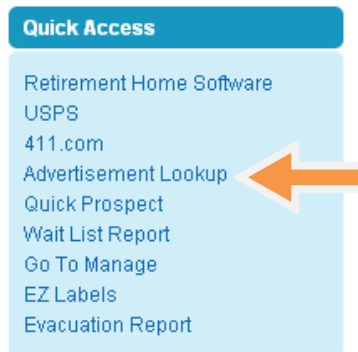 Quick Access
Retirement Home Software
USPS
411.com
Advertisement Lookup
Quick Prospect
Wait List Report
Go To Manage
EZ Labels
Evacuation Report